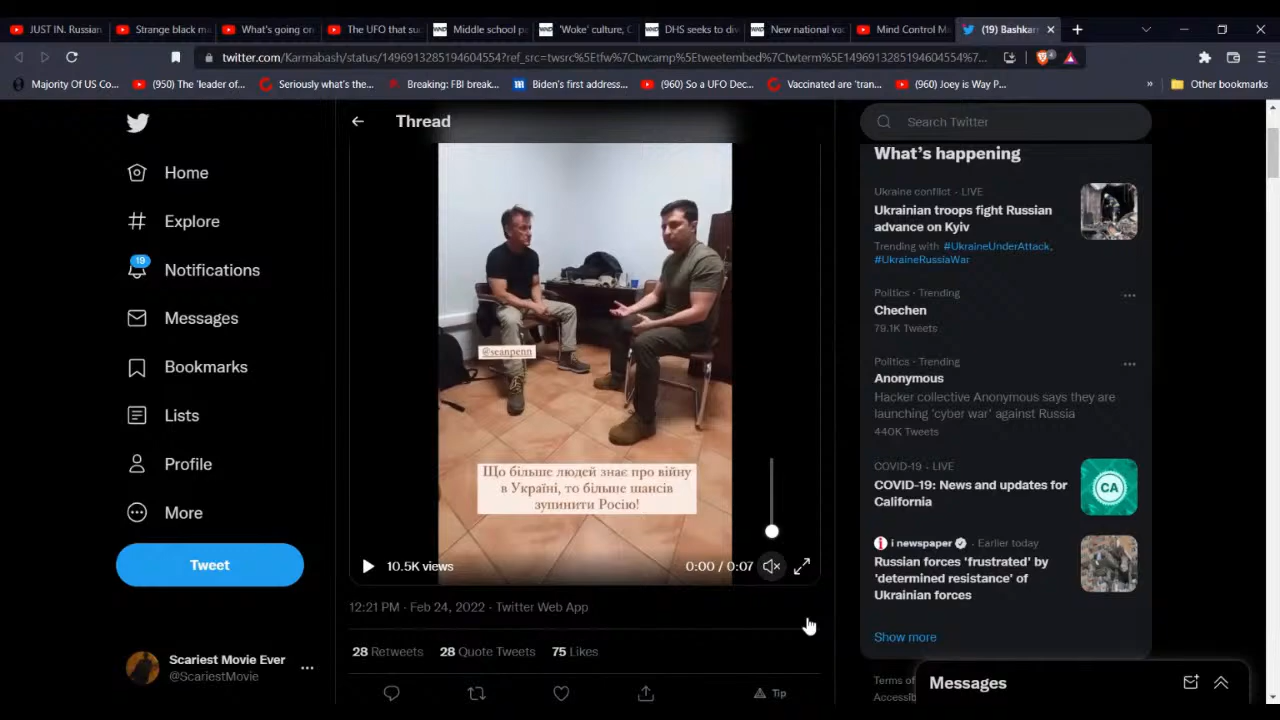 JUST IN. Russian
Strange black m
What's going on
The UFO that su
Middle school p
'Woke' culture, C
DHS seeks to di
New national va
Mind Control M
(19) Bashkar
twitter.com/Karmabash/status/1496913285194604554?ref_src=twsrc%5Etfw%7Ctwcamp%5Etweetembed%7Ctwterm%5E1496913285194604554%7...
Majority Of US Co...
(950) The 'leader of...
Seriously what's the...
Breaking: FBI break...
Biden's first address...
(960) So a UFO Dec...
Vaccinated are 'tran...
(960) Joey is Way P...
»
Other bookmarks
Home
Explore
19
Notifications
Messages
Bookmarks
Lists
Profile
More
Tweet
Scariest Movie Ever
@ScariestMovie
Thread
@seanpenn
Що більше людей знає про війну
в Україні, то більше шансів
зупинити Росію!
10.5K views
0:00 / 0:07
12:21 PM · Feb 24, 2022 · Twitter Web App
28 Retweets 28 Quote Tweets 75 Likes
Tip
Search Twitter
What's happening
Ukraine conflict · LIVE
Ukrainian troops fight Russian
advance on Kyiv
Trending with #UkraineUnderAttack,
#UkraineRussiaWar
Politics · Trending
Chechen
79.1K Tweets
Politics · Trending
Anonymous
Hacker collective Anonymous says they are
launching 'cyber war' against Russia
440K Tweets
COVID-19 · LIVE
COVID-19: News and updates for
California
CA
i newspaper · Earlier today
Russian forces 'frustrated' by
'determined resistance' of
Ukrainian forces
Show more
Terms of
Accessib
Messages